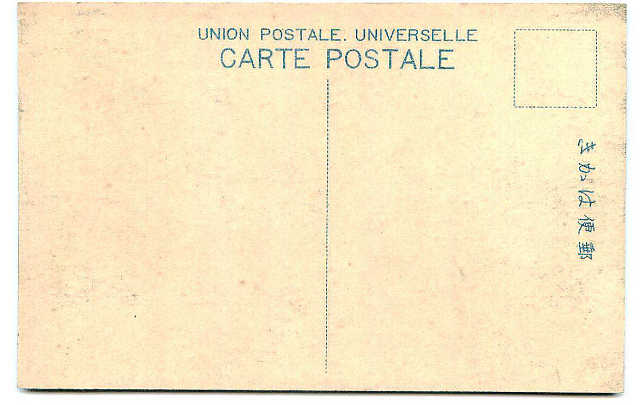 UNION POSTALE. UNIVERSELLE
CARTE POSTALE
きかは便郵